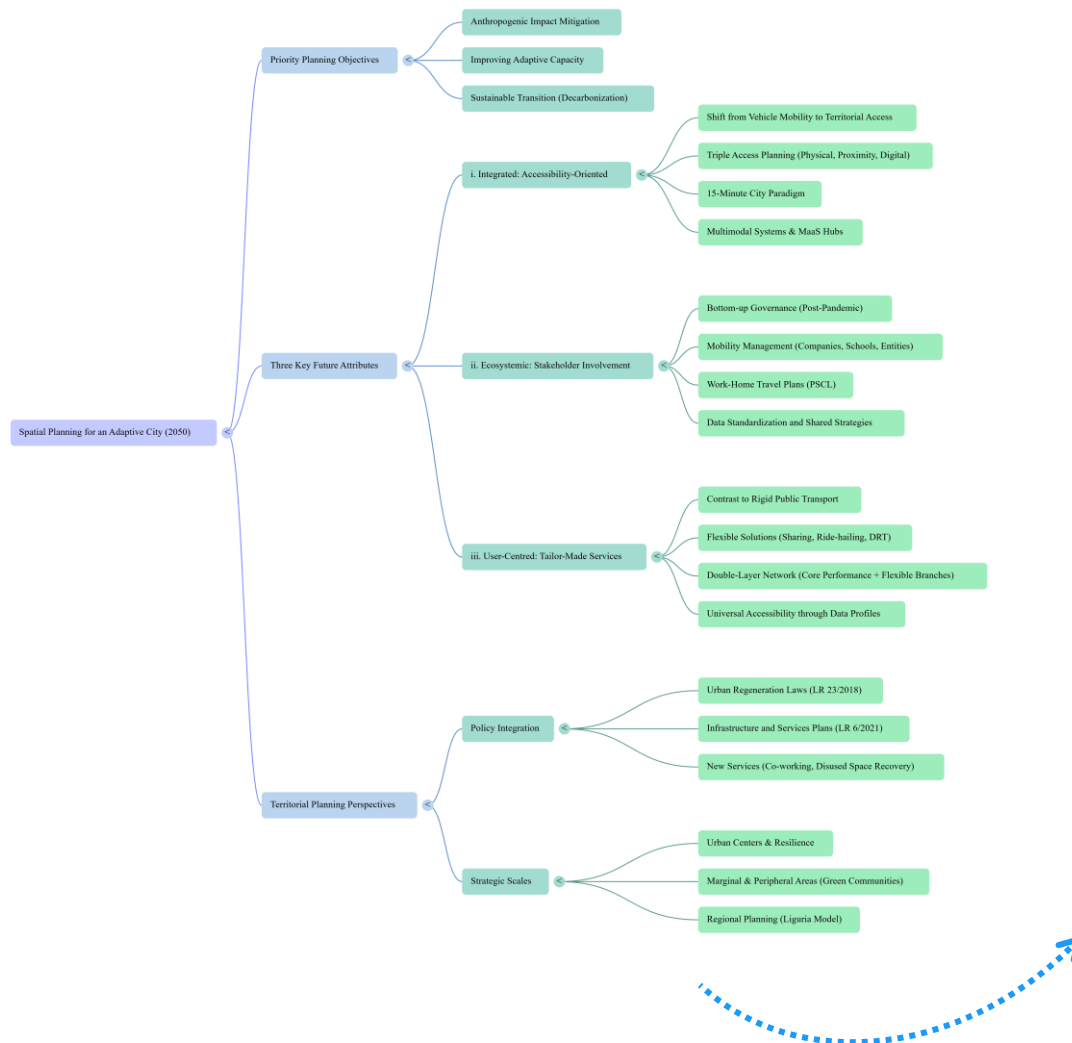 Spatial Planning for an Adaptive City (2050)
Priority Planning Objectives
Anthropogenic Impact Mitigation
Improving Adaptive Capacity
Sustainable Transition (Decarbonization)
Three Key Future Attributes
i. Integrated: Accessibility-Oriented
Shift from Vehicle Mobility to Territorial Access
Triple Access Planning (Physical, Proximity, Digital)
15-Minute City Paradigm
Multimodal Systems & MaaS Hubs
ii. Ecosystemic: Stakeholder Involvement
Bottom-up Governance (Post-Pandemic)
Mobility Management (Companies, Schools, Entities)
Work-Home Travel Plans (PSCL)
Data Standardization and Shared Strategies
iii. User-Centred: Tailor-Made Services
Contrast to Rigid Public Transport
Flexible Solutions (Sharing, Ride-hailing, DRT)
Double-Layer Network (Core Performance + Flexible Branches)
Universal Accessibility through Data Profiles
Territorial Planning Perspectives
Policy Integration
Urban Regeneration Laws (LR 23/2018)
Infrastructure and Services Plans (LR 6/2021)
New Services (Co-working, Disused Space Recovery)
Strategic Scales
Urban Centers & Resilience
Marginal & Peripheral Areas (Green Communities)
Regional Planning (Liguria Model)